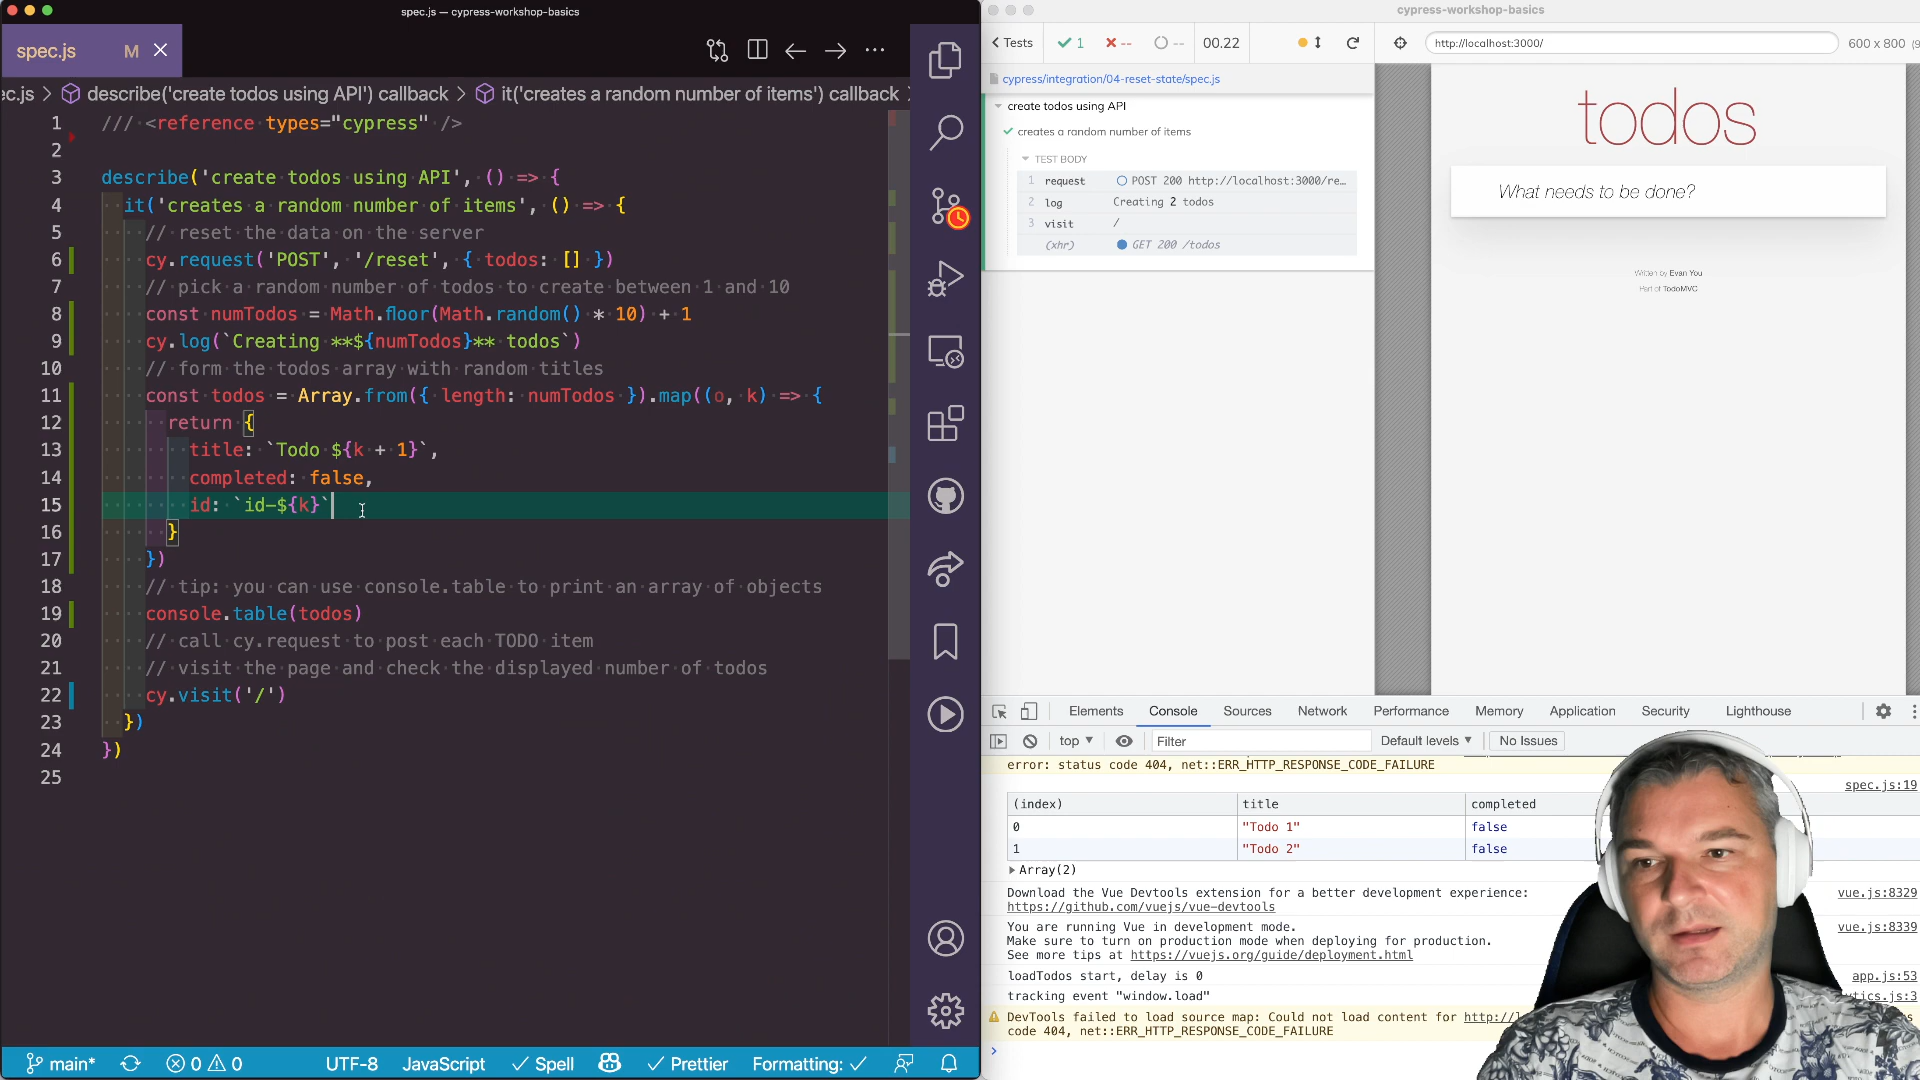 spec.js — cypress-workshop-basics
spec.js M
ec.js > describe('create todos using API') callback > it('creates a random number of items') callback
1 /// <reference types="cypress" />
2
3 describe('create todos using API', () => {
4 it('creates a random number of items', () => {
5 // reset the data on the server
6 cy.request('POST', '/reset', { todos: [] })
7 // pick a random number of todos to create between 1 and 10
8 const numTodos = Math.floor(Math.random() * 10) + 1
9 cy.log(`Creating **${numTodos}** todos`)
10 // form the todos array with random titles
11 const todos = Array.from({ length: numTodos }).map((o, k) => {
12 return {
13 title: `Todo ${k + 1}`,
14 completed: false,
15 id: `id-${k}`
16 }
17 })
18 // tip: you can use console.table to print an array of objects
19 console.table(todos)
20 // call cy.request to post each TODO item
21 // visit the page and check the displayed number of todos
22 cy.visit('/')
23 })
24 })
25
main* 0 0 UTF-8 JavaScript Spell Prettier Formatting:
cypress-workshop-basics
Tests 1 -- -- 00.22 http://localhost:3000/ 600 x 800 (9
cypress/integration/04-reset-state/spec.js
create todos using API
creates a random number of items
TEST BODY
1 request POST 200 http://localhost:3000/re…
2 log Creating 2 todos
3 visit /
(xhr) GET 200 /todos
todos
What needs to be done?
Written by Evan You
Part of TodoMVC
Elements Console Sources Network Performance Memory Application Security Lighthouse
top Filter Default levels No Issues
error: status code 404, net::ERR_HTTP_RESPONSE_CODE_FAILURE
spec.js:19
(index) title completed
0 "Todo 1" false
1 "Todo 2" false
Array(2)
Download the Vue Devtools extension for a better development experience: vue.js:8329
https://github.com/vuejs/vue-devtools
You are running Vue in development mode. vue.js:8339
Make sure to turn on production mode when deploying for production.
See more tips at https://vuejs.org/guide/deployment.html
loadTodos start, delay is 0 app.js:53
tracking event "window.load" tics.js:3
DevTools failed to load source map: Could not load content for http://l
code 404, net::ERR_HTTP_RESPONSE_CODE_FAILURE